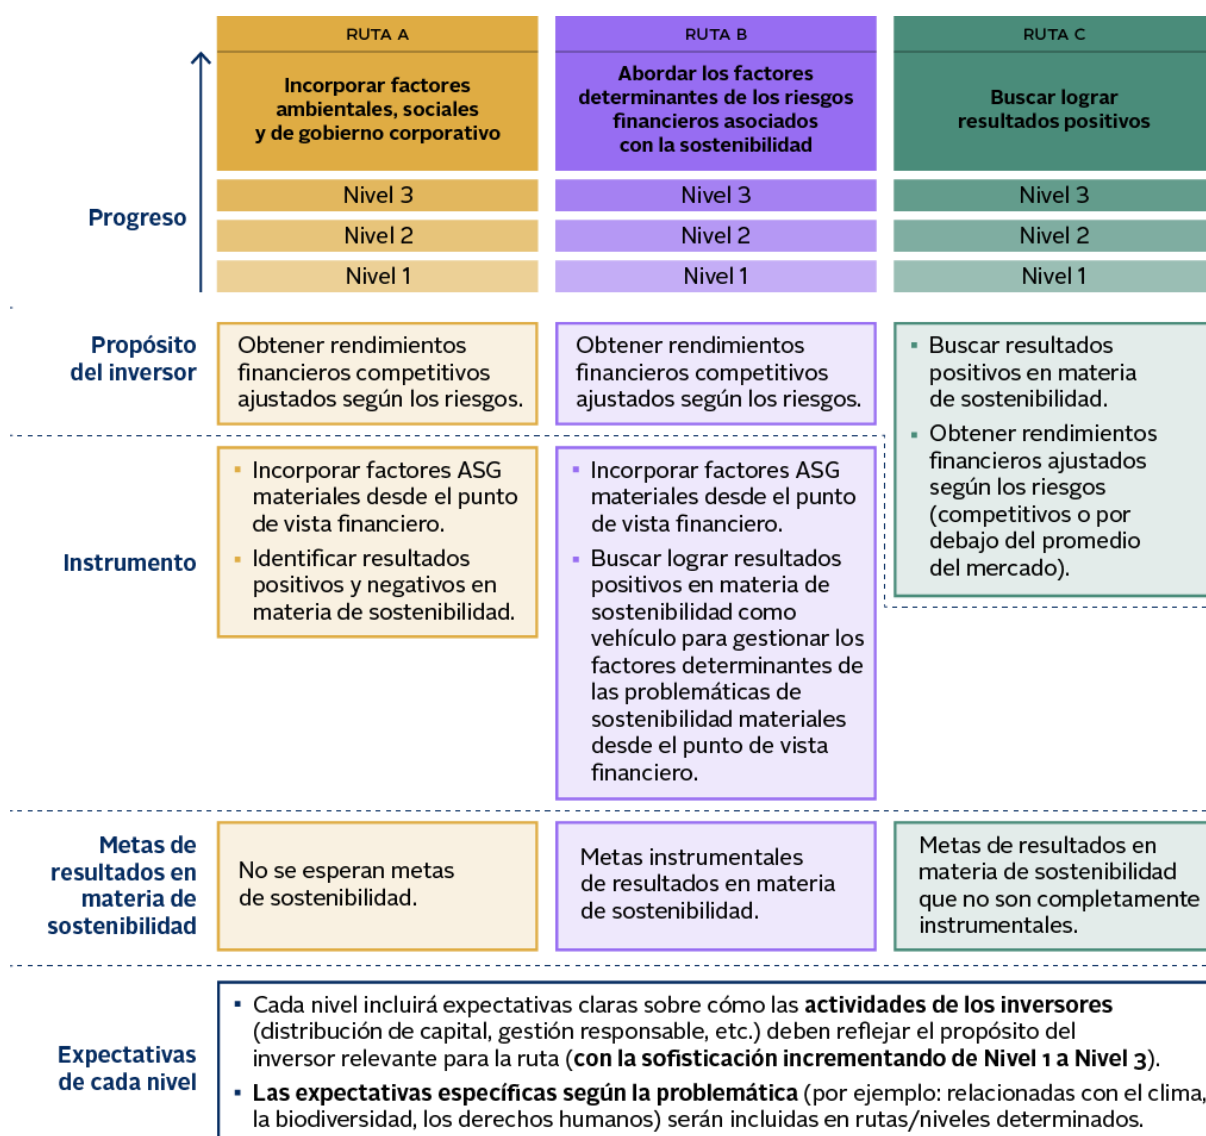 RUTA A
Incorporar factores
ambientales, sociales
y de gobierno corporativo
RUTA B
Abordar los factores
determinantes de los riesgos
financieros asociados
con la sostenibilidad
RUTA C
Buscar lograr
resultados positivos
Progreso
Nivel 3
Nivel 3
Nivel 3
Nivel 2
Nivel 2
Nivel 2
Nivel 1
Nivel 1
Nivel 1
Propósito
del inversor
Obtener rendimientos
financieros competitivos
ajustados según los riesgos.
Obtener rendimientos
financieros competitivos
ajustados según los riesgos.
▪ Buscar resultados
positivos en materia
de sostenibilidad.
▪ Obtener rendimientos
financieros ajustados
según los riesgos
(competitivos o por
debajo del promedio
del mercado).
Instrumento
▪ Incorporar factores ASG
materiales desde el punto
de vista financiero.
▪ Identificar resultados
positivos y negativos en
materia de sostenibilidad.
▪ Incorporar factores ASG
materiales desde el punto
de vista financiero.
▪ Buscar lograr resultados
positivos en materia de
sostenibilidad como
vehículo para gestionar los
factores determinantes de
las problemáticas de
sostenibilidad materiales
desde el punto de vista
financiero.
Metas de
resultados en
materia de
sostenibilidad
No se esperan metas
de sostenibilidad.
Metas instrumentales
de resultados en materia
de sostenibilidad.
Metas de resultados en
materia de sostenibilidad
que no son completamente
instrumentales.
Expectativas
de cada nivel
▪ Cada nivel incluirá expectativas claras sobre cómo las actividades de los inversores
(distribución de capital, gestión responsable, etc.) deben reflejar el propósito del
inversor relevante para la ruta (con la sofisticación incrementando de Nivel 1 a Nivel 3).
▪ Las expectativas específicas según la problemática (por ejemplo: relacionadas con el clima,
la biodiversidad, los derechos humanos) serán incluidas en rutas/niveles determinados.